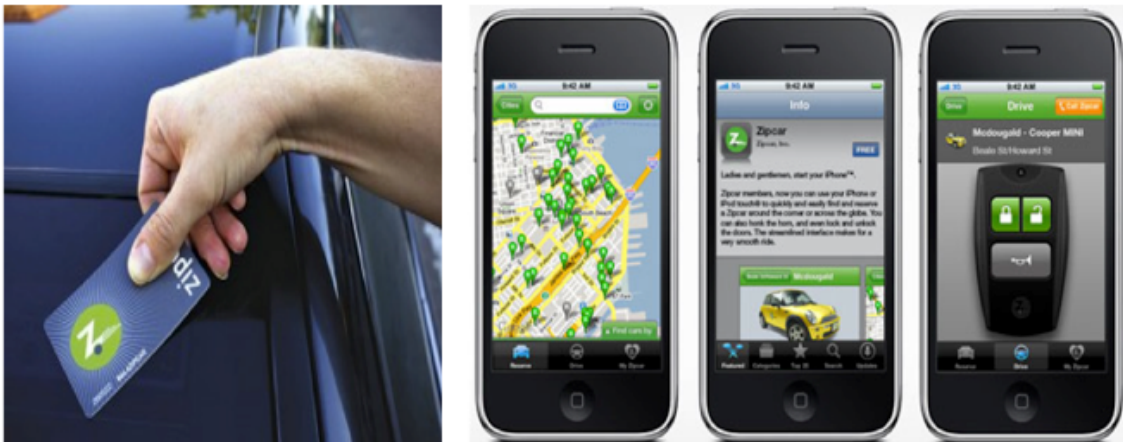 zip
Z
3G 9:42 AM
Cities
Find cars by
Reserve Drive My Zipcar
3G 9:42 AM
Info
Zipcar
Zipcar, Inc.
FREE
Ladies and gentlemen, start your iPhone™.
Zipcar members, now you can use your iPhone or
iPod touch® to quickly and easily find and reserve
a Zipcar around the corner or across the globe. You
can also honk the horn, and even lock and unlock
the doors. The streamlined interface makes for a
very smooth ride.
Mcdougald
Featured Categories Top 25 Search Updates
3G 9:42 AM
Drive Drive Call Zipcar
Mcdougald - Cooper MINI
Beale St/Howard St
Reserve Drive My Zipcar